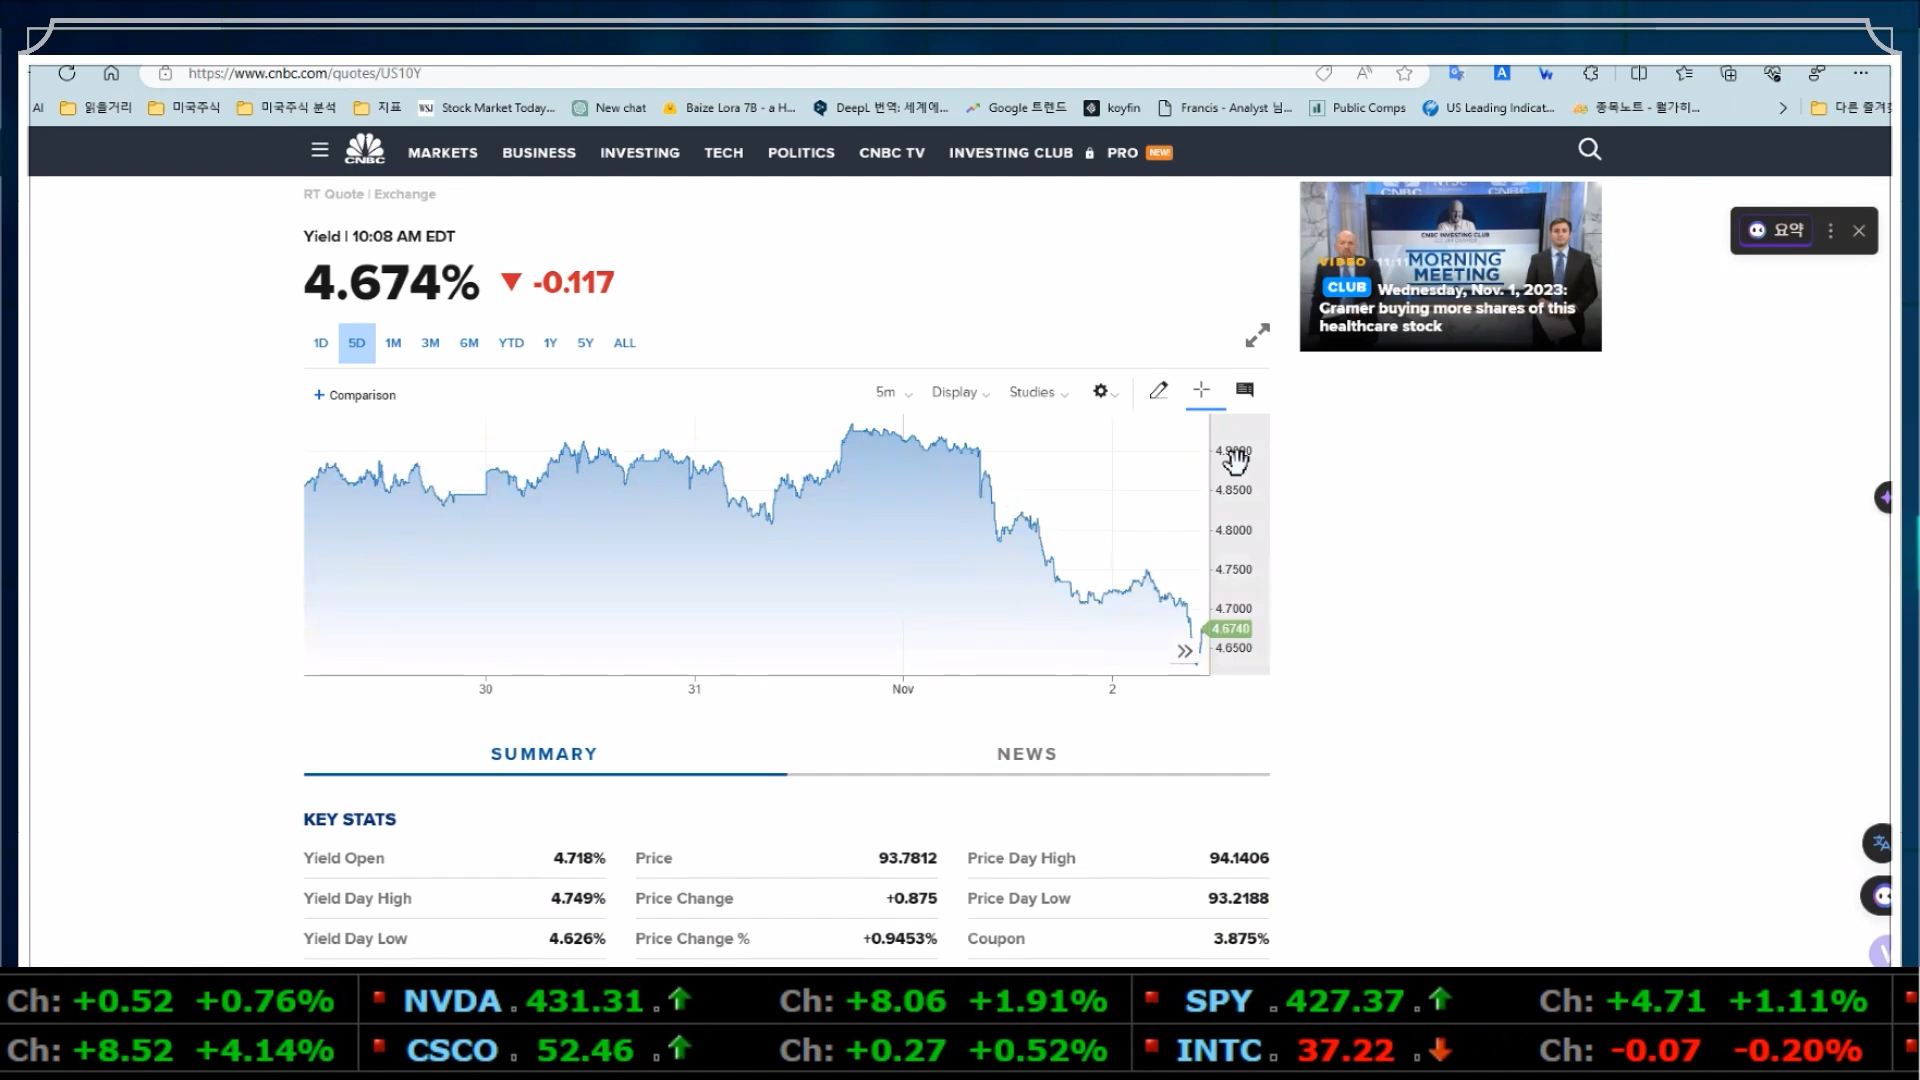 https://www.cnbc.com/quotes/US10Y
AI 읽을거리 미국주식 미국주식 분석 지표 WSJ Stock Market Today... New chat Baize Lora 7B - a H... DeepL 번역: 세계에... Google 트렌드 koyfin Francis - Analyst 님... Public Comps US Leading Indicat... 종목노트 - 월가히... 다른 즐겨
CNBC MARKETS BUSINESS INVESTING TECH POLITICS CNBC TV INVESTING CLUB PRO NEW!
RT Quote | Exchange
Yield | 10:08 AM EDT
4.674% ▼ -0.117
1D 5D 1M 3M 6M YTD 1Y 5Y ALL
+ Comparison 5m Display Studies
4.8500
4.8000
4.7500
4.7000
4.6740
4.6500
30 31 Nov 2
CNBC INVESTING CLUB
MORNING
MEETING
VIDEO 11:11
CLUB Wednesday, Nov. 1, 2023:
Cramer buying more shares of this
healthcare stock
요약
SUMMARY NEWS
KEY STATS
Yield Open 4.718% Price 93.7812 Price Day High 94.1406
Yield Day High 4.749% Price Change +0.875 Price Day Low 93.2188
Yield Day Low 4.626% Price Change % +0.9453% Coupon 3.875%
Ch: +0.52 +0.76% NVDA 431.31 Ch: +8.06 +1.91% SPY 427.37 Ch: +4.71 +1.11%
Ch: +8.52 +4.14% CSCO 52.46 Ch: +0.27 +0.52% INTC 37.22 Ch: -0.07 -0.20%